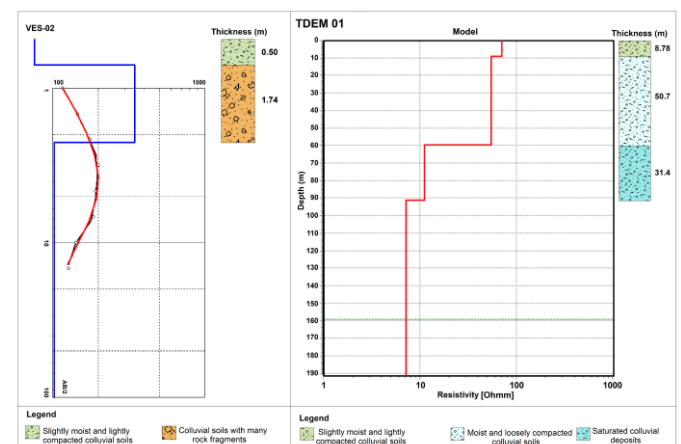 VES-02
Thickness (m)
0.50
1.74
100
1000
1
10
100
AB/2
Legend
Slightly moist and lightly
compacted colluvial soils
Colluvial soils with many
rock fragments
TDEM 01
Model
Thickness (m)
0
10
20
30
40
50
60
70
80
90
100
110
120
130
140
150
160
170
180
190
Depth (m)
1
10
100
1000
Resistivity [Ohmm]
8.78
50.7
31.4
Legend
Slightly moist and lightly
compacted colluvial soils
Moist and loosely compacted
colluvial soils
Saturated colluvial
deposits